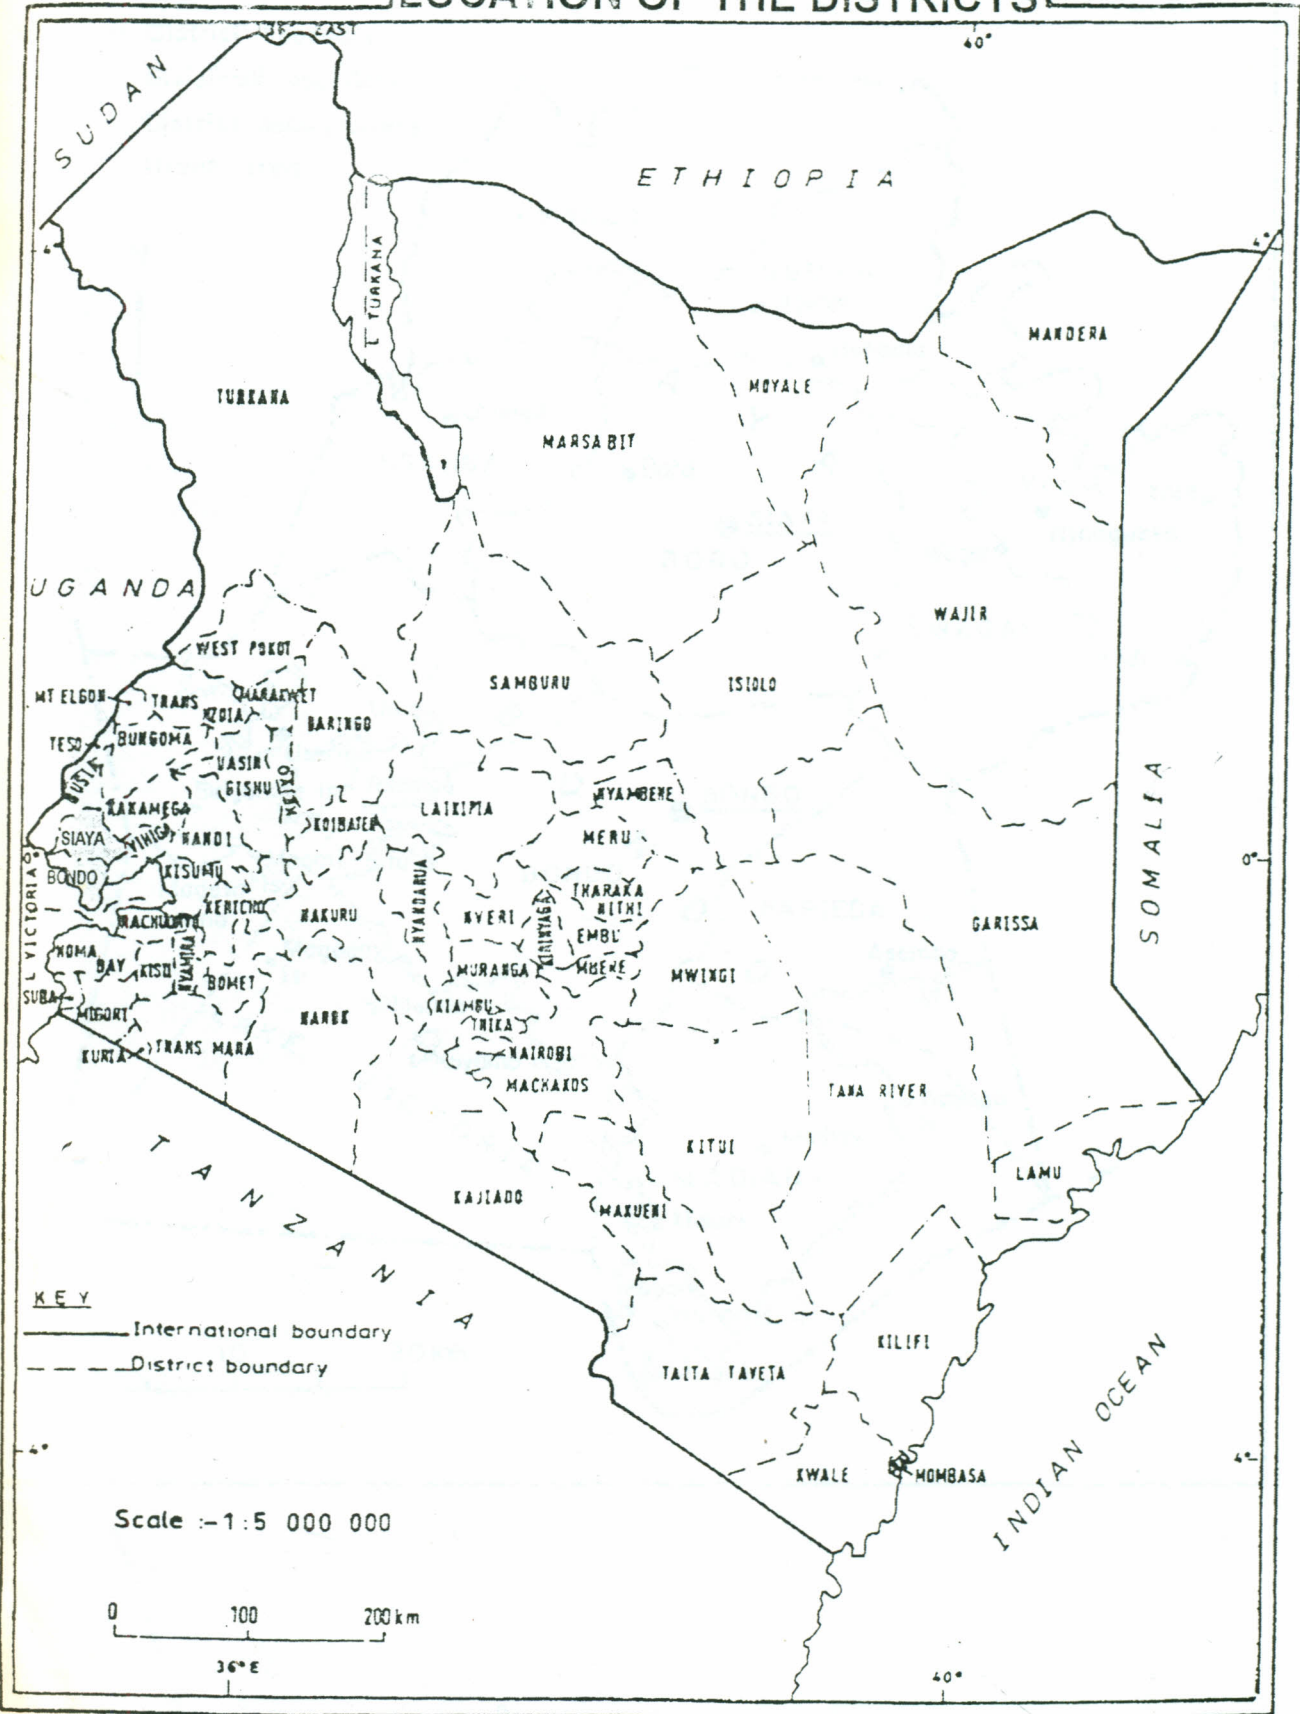 LOCATION OF THE DISTRICTS
EAST
40°
SUDAN
ETHIOPIA
4°
4°
L TURKANA
MANDERA
MOYALE
TURKANA
MARSABIT
UGANDA
WAJIR
WEST POKOT
SAMBURU
ISIOLO
MT ELGON
TRANS
NZOIA
MARAKWET
BARINGO
TESO
BUNGOMA
UASIN
GISHU
BUSIA
KAKAMEGA
LAIKIPIA
NYAMBENE
KOIBATEK
SIAYA
VIHIGA
NANDI
MERU
0°
0°
BONDO
KISUMU
KERICHO
NAKURU
NYANDARUA
NYERI
KIRINYAGA
THARAKA
NITHI
EMBU
MBERE
GARISSA
SOMALIA
L VICTORIA
HOMA
BAY
KISII
NYAMIRA
BOMET
MURANGA
MWINGI
SUBA
MIGORI
NAROK
KIAMBU
THIKA
KURIA
TRANS MARA
NAIROBI
MACHAKOS
TANA RIVER
KITUI
LAMU
TANZANIA
KAJIADO
MAKUENI
KEY
International boundary
District boundary
KILIFI
TAITA TAVETA
INDIAN OCEAN
4°
4°
KWALE
MOMBASA
Scale :-1:5 000 000
0 100 200km
36°E
40°